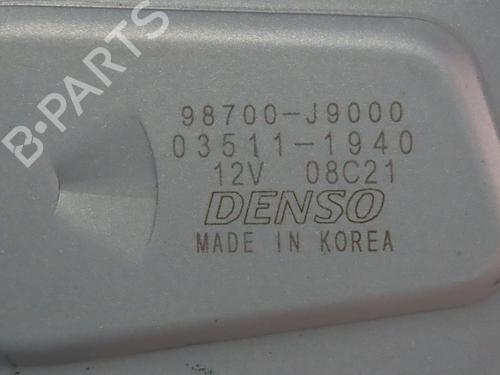 B-PARTS
98700-J9000
03511-1940
12V 08C21
DENSO
MADE IN KOREA